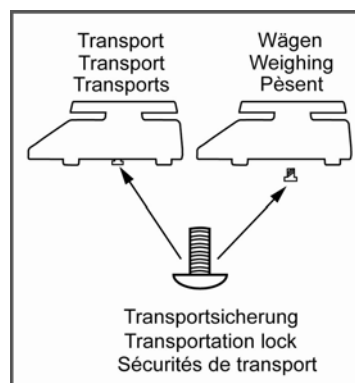 Transport
Transport
Transports
Wägen
Weighing
Pèsent
Transportsicherung
Transportation lock
Sécurités de transport